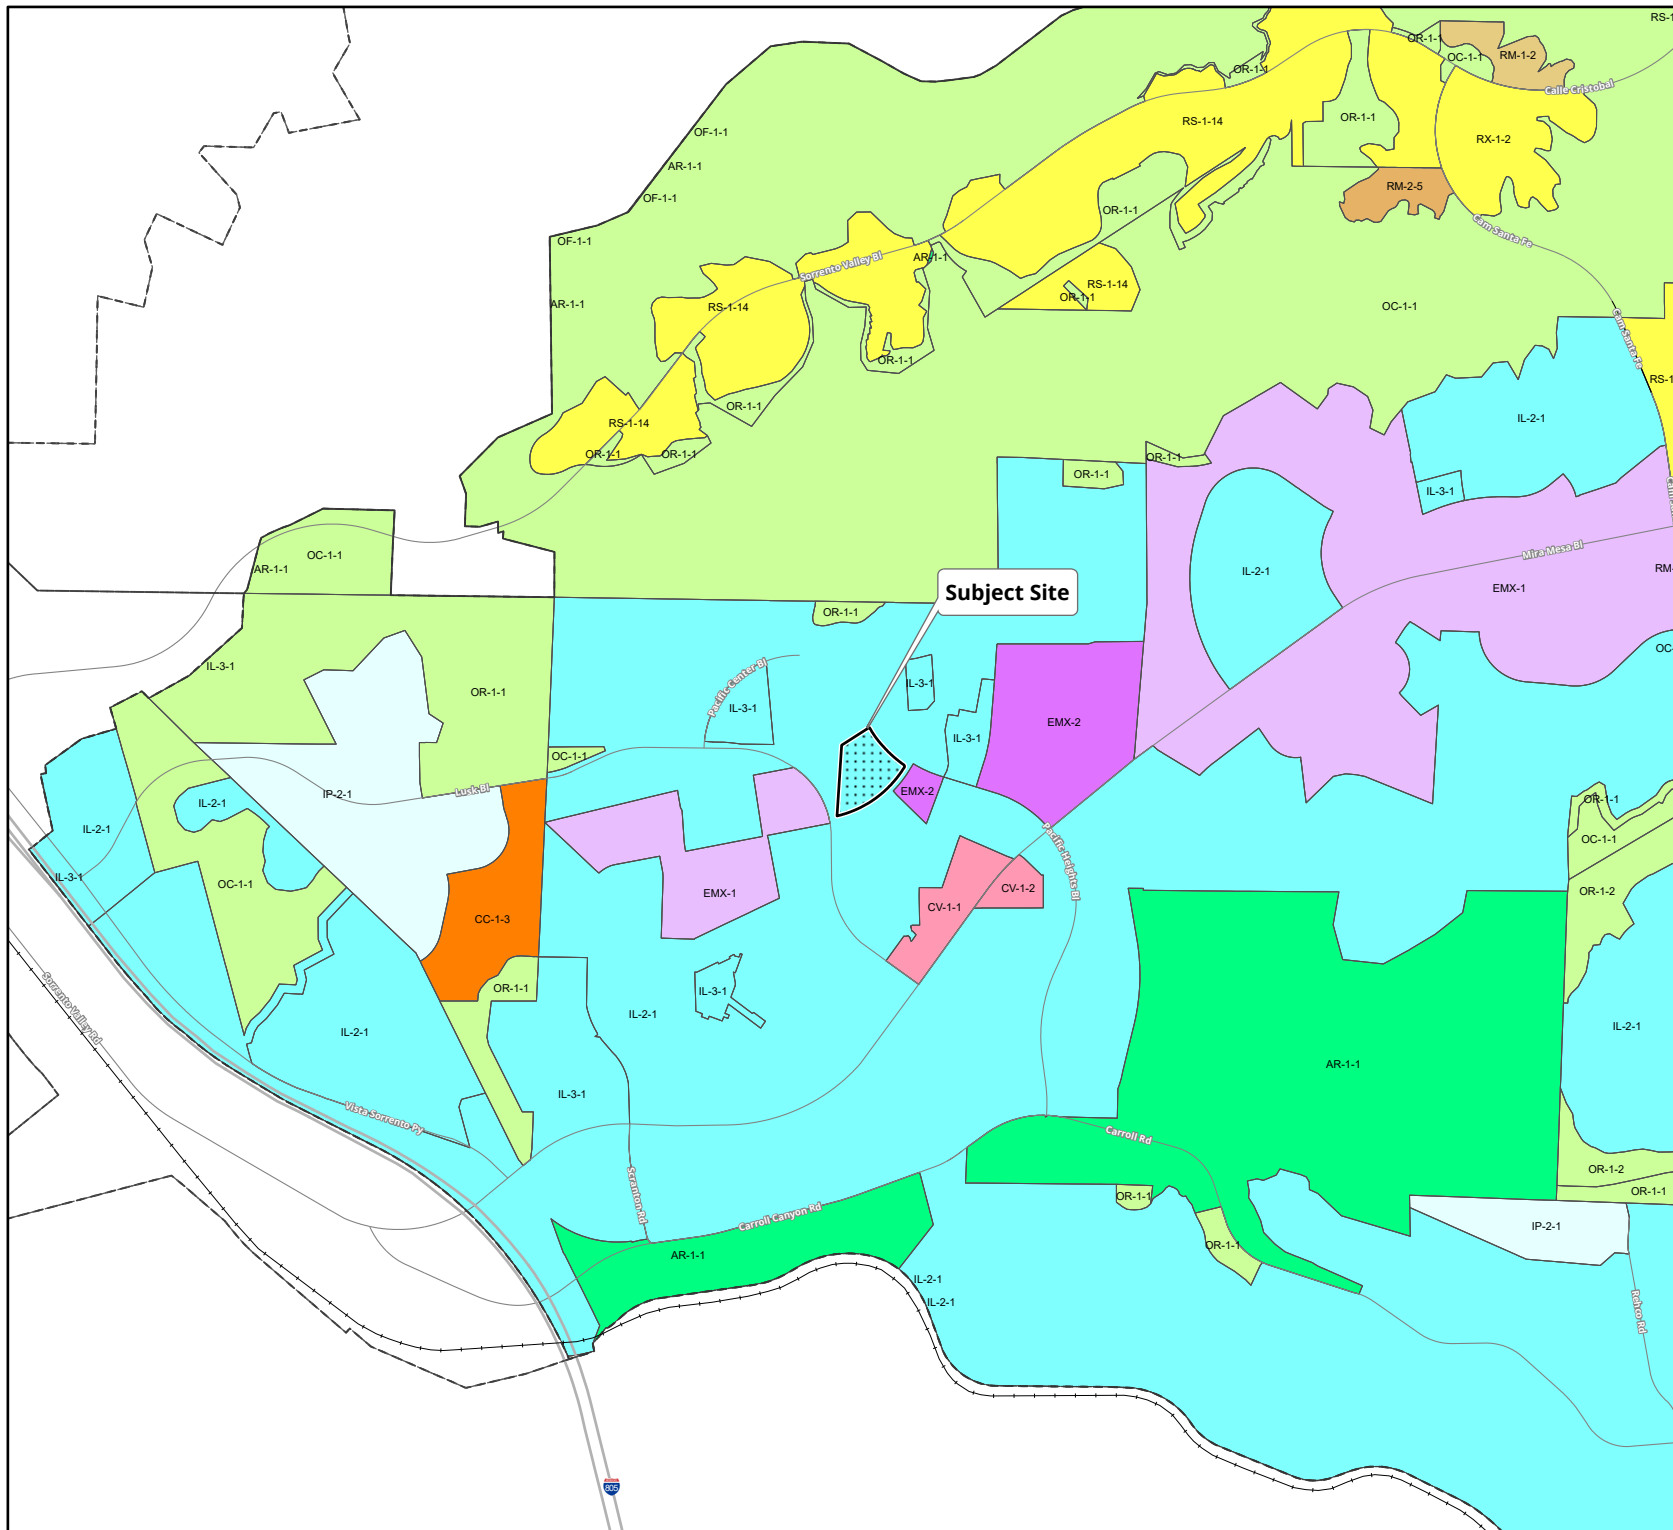 RS-1
OR-1-1
OC-1-1
RM-1-2
OR-1-1
Calle Cristobal
OF-1-1
RS-1-14
OR-1-1
RX-1-2
AR-1-1
RM-2-5
OF-1-1
OR-1-1
Cam Santa Fe
OF-1-1
AR-1-1
Sorrento Valley Bl
RS-1-14
OR-1-1
AR-1-1
RS-1-14
OC-1-1
Cam Santa Fe
OR-1-1
RS-1
OR-1-1
RS-1-14
IL-2-1
OR-1-1
OR-1-1
OR-1-1
OR-1-1
IL-3-1
Mira Mesa Bl
OC-1-1
AR-1-1
IL-2-1
RM-
EMX-1
Subject Site
OR-1-1
OC-
IL-3-1
Pacific Center Bl
IL-3-1
OR-1-1
IL-3-1
EMX-2
IL-3-1
OC-1-1
IP-2-1
Lusk Bl
EMX-2
IL-2-1
OR-1-1
IL-2-1
Pacific Heights Bl
OC-1-1
IL-3-1
OC-1-1
EMX-1
CV-1-2
OR-1-2
CV-1-1
CC-1-3
OR-1-1
IL-3-1
Sorrento Valley Rd
IL-2-1
IL-2-1
IL-2-1
AR-1-1
IL-3-1
Vista Sorrento Py
Carroll Rd
OR-1-2
Scranton Rd
OR-1-1
OR-1-1
Carroll Canyon Rd
IP-2-1
AR-1-1
OR-1-1
IL-2-1
IL-2-1
Rehco Rd
805